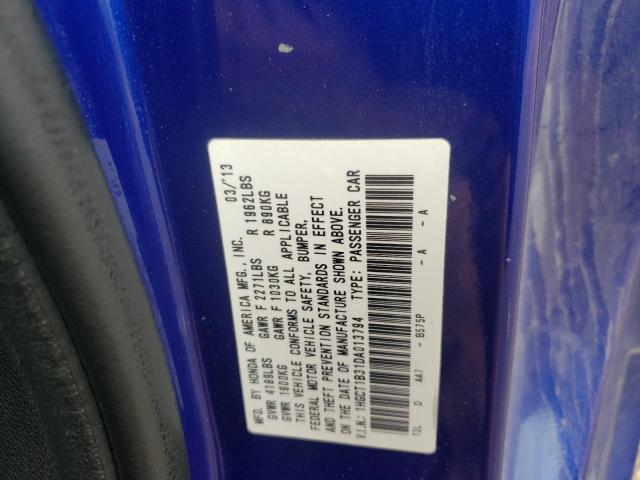 MFD. BY HONDA OF AMERICA MFG., INC. 03/'13
GVWR 4189LBS GAWR F 2271LBS R 1962LBS
GVWR 1900KG GAWR F 1030KG R 890KG
THIS VEHICLE CONFORMS TO ALL APPLICABLE
FEDERAL MOTOR VEHICLE SAFETY, BUMPER,
AND THEFT PREVENTION STANDARDS IN EFFECT
ON THE DATE OF MANUFACTURE SHOWN ABOVE.
V.I.N.: 1HGCT1B31DA013794 TYPE: PASSENGER CAR
T3L D AA7 - B575P - A - A